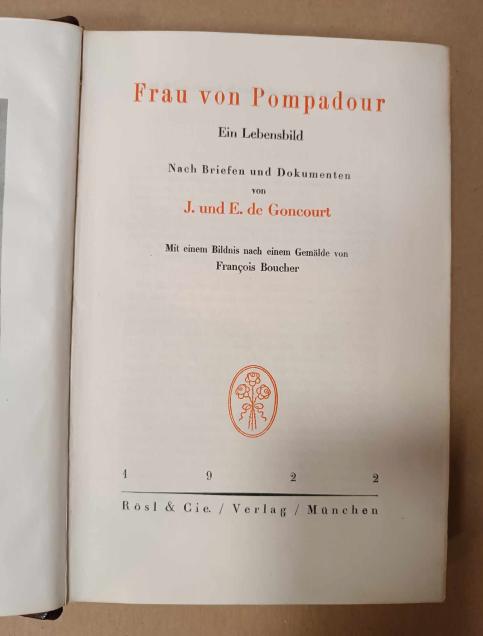 Frau von Pompadour
Ein Lebensbild
Nach Briefen und Dokumenten
von
J. und E. de Goncourt
Mit einem Bildnis nach einem Gemälde von
François Boucher
1 9 2 2
Rösl & Cie. / Verlag / München